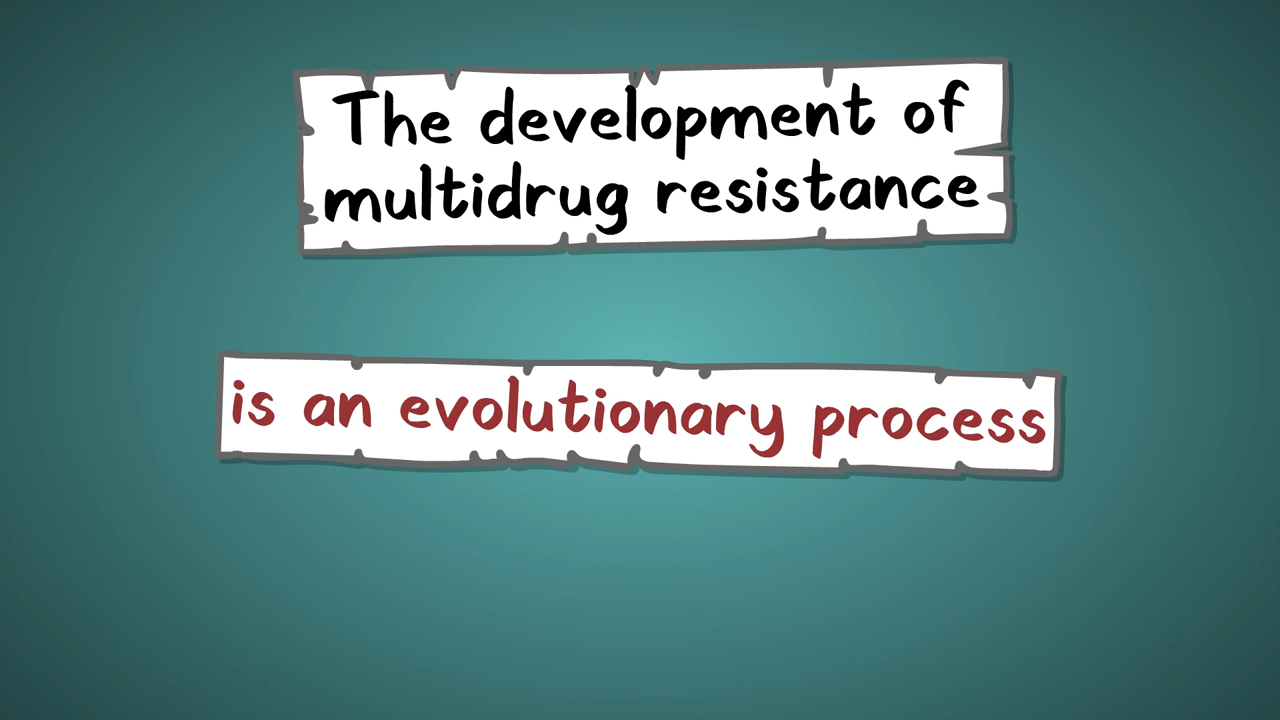 The development of
multidrug resistance
is an evolutionary process